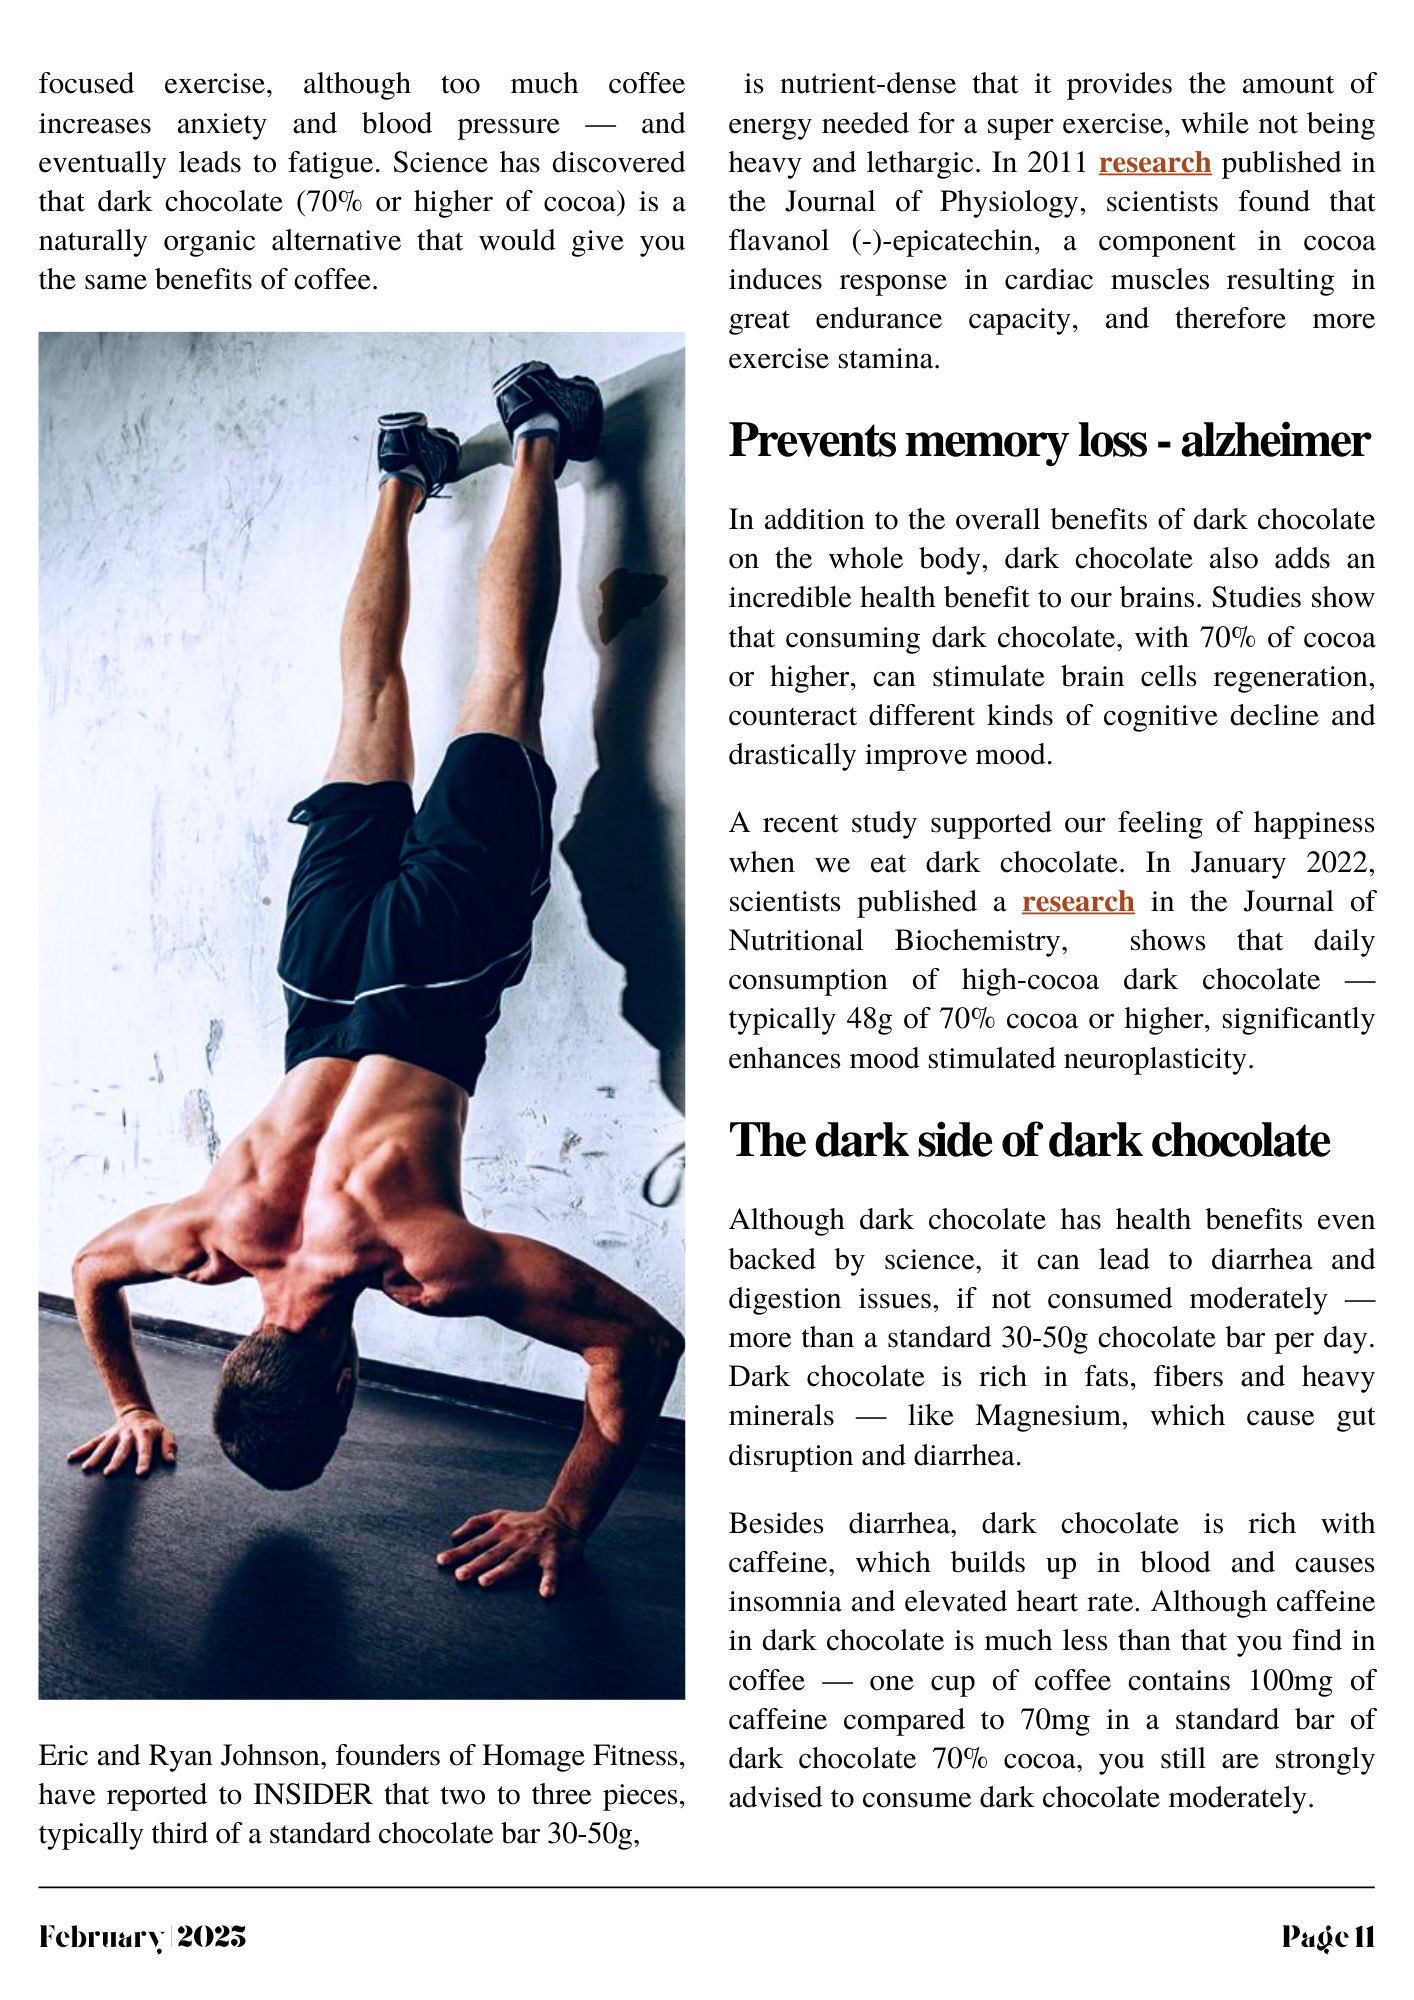 focused exercise, although too much coffee
increases anxiety and blood pressure — and
eventually leads to fatigue. Science has discovered
that dark chocolate (70% or higher of cocoa) is a
naturally organic alternative that would give you
the same benefits of coffee.
Eric and Ryan Johnson, founders of Homage Fitness,
have reported to INSIDER that two to three pieces,
typically third of a standard chocolate bar 30-50g,
is nutrient-dense that it provides the amount of
energy needed for a super exercise, while not being
heavy and lethargic. In 2011 research published in
the Journal of Physiology, scientists found that
flavanol (-)-epicatechin, a component in cocoa
induces response in cardiac muscles resulting in
great endurance capacity, and therefore more
exercise stamina.
Prevents memory loss - alzheimer
In addition to the overall benefits of dark chocolate
on the whole body, dark chocolate also adds an
incredible health benefit to our brains. Studies show
that consuming dark chocolate, with 70% of cocoa
or higher, can stimulate brain cells regeneration,
counteract different kinds of cognitive decline and
drastically improve mood.
A recent study supported our feeling of happiness
when we eat dark chocolate. In January 2022,
scientists published a research in the Journal of
Nutritional Biochemistry, shows that daily
consumption of high-cocoa dark chocolate —
typically 48g of 70% cocoa or higher, significantly
enhances mood stimulated neuroplasticity.
The dark side of dark chocolate
Although dark chocolate has health benefits even
backed by science, it can lead to diarrhea and
digestion issues, if not consumed moderately —
more than a standard 30-50g chocolate bar per day.
Dark chocolate is rich in fats, fibers and heavy
minerals — like Magnesium, which cause gut
disruption and diarrhea.
Besides diarrhea, dark chocolate is rich with
caffeine, which builds up in blood and causes
insomnia and elevated heart rate. Although caffeine
in dark chocolate is much less than that you find in
coffee — one cup of coffee contains 100mg of
caffeine compared to 70mg in a standard bar of
dark chocolate 70% cocoa, you still are strongly
advised to consume dark chocolate moderately.
February | 2023
Page 11